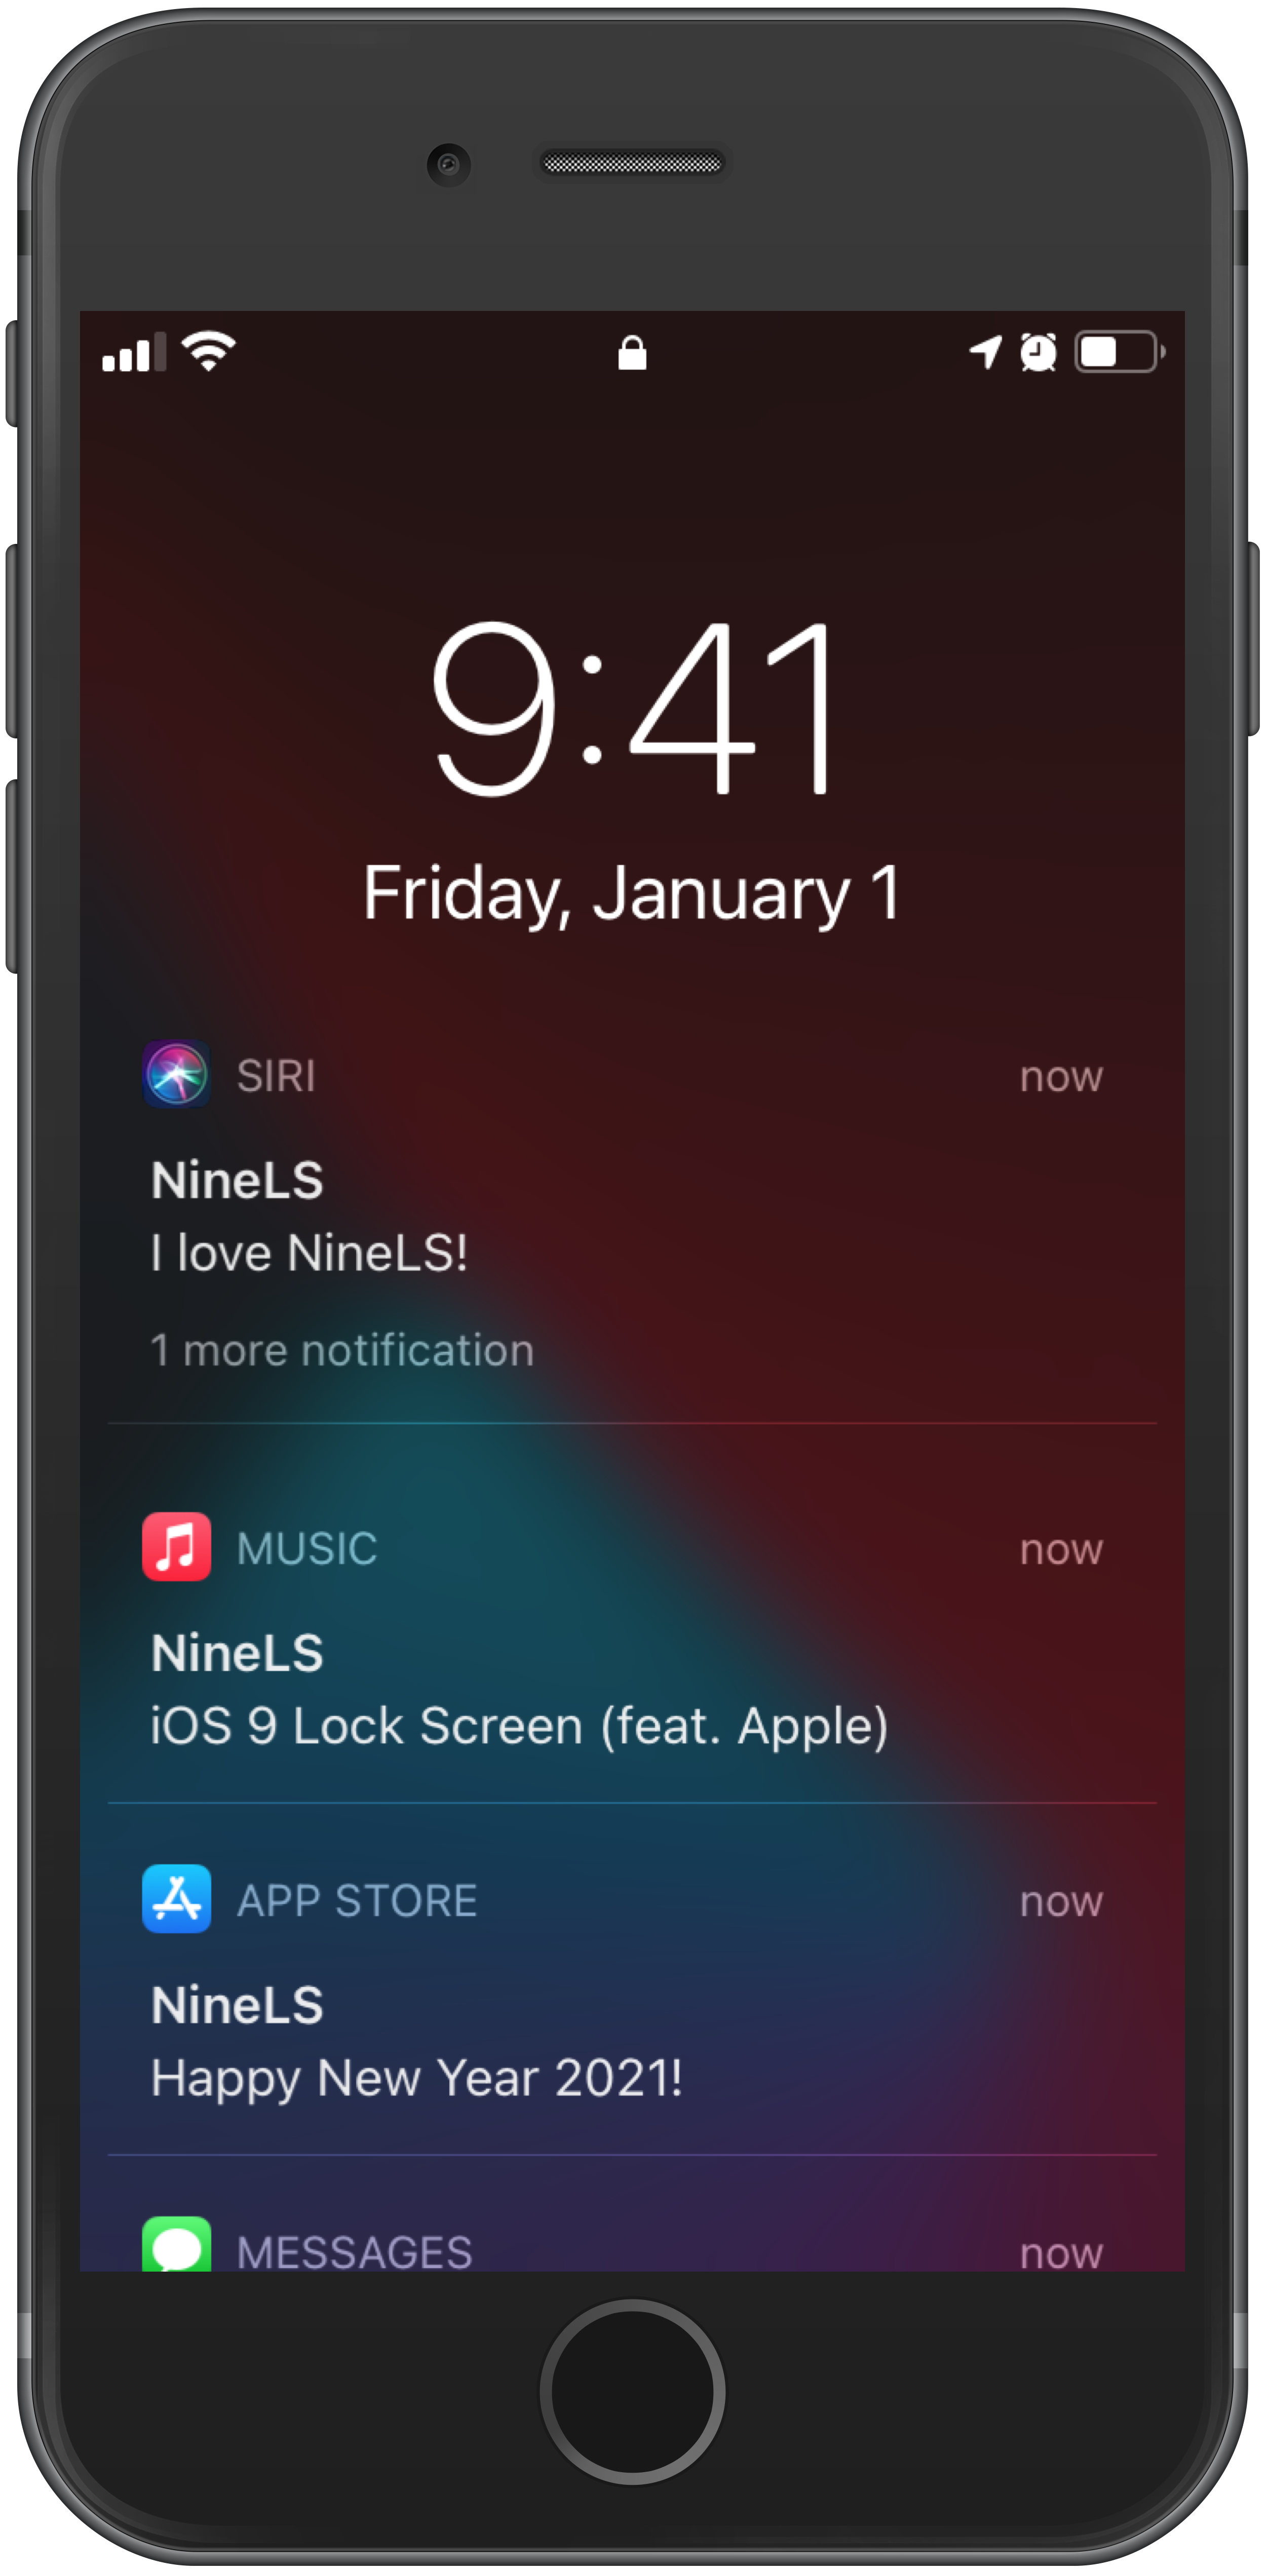 9:41
Friday, January 1
SIRI now
NineLS
I love NineLS!
1 more notification
MUSIC now
NineLS
iOS 9 Lock Screen (feat. Apple)
APP STORE now
NineLS
Happy New Year 2021!
MESSAGES now